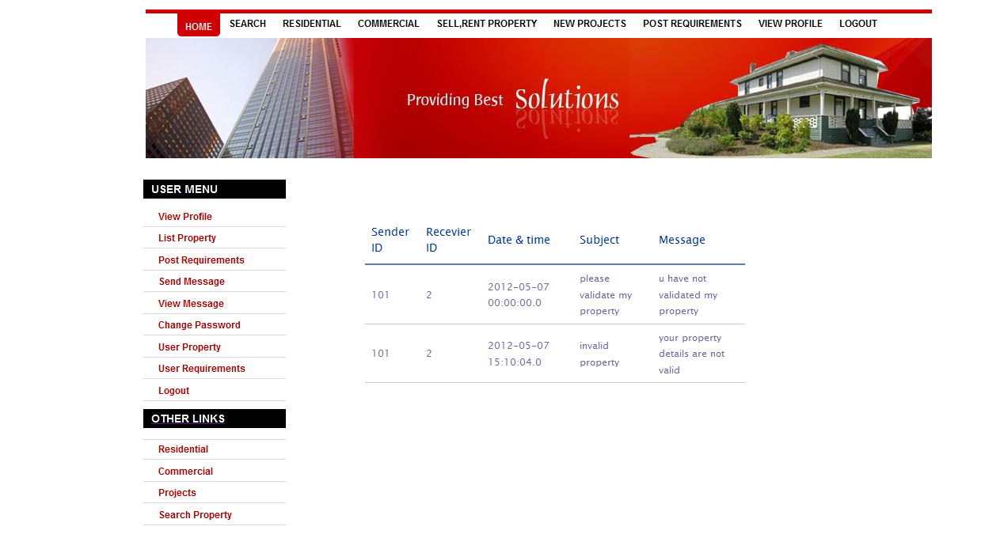 HOME SEARCH RESIDENTIAL COMMERCIAL SELL,RENT PROPERTY NEW PROJECTS POST REQUIREMENTS VIEW PROFILE LOGOUT
Providing Best Solutions
USER MENU
View Profile
List Property
Post Requirements
Send Message
View Message
Change Password
User Property
User Requirements
Logout
OTHER LINKS
Residential
Commercial
Projects
Search Property
Sender ID Recevier ID Date & time Subject Message
101 2 2012-05-07 00:00:00.0 please validate my property u have not validated my property
101 2 2012-05-07 15:10:04.0 invalid property your property details are not valid